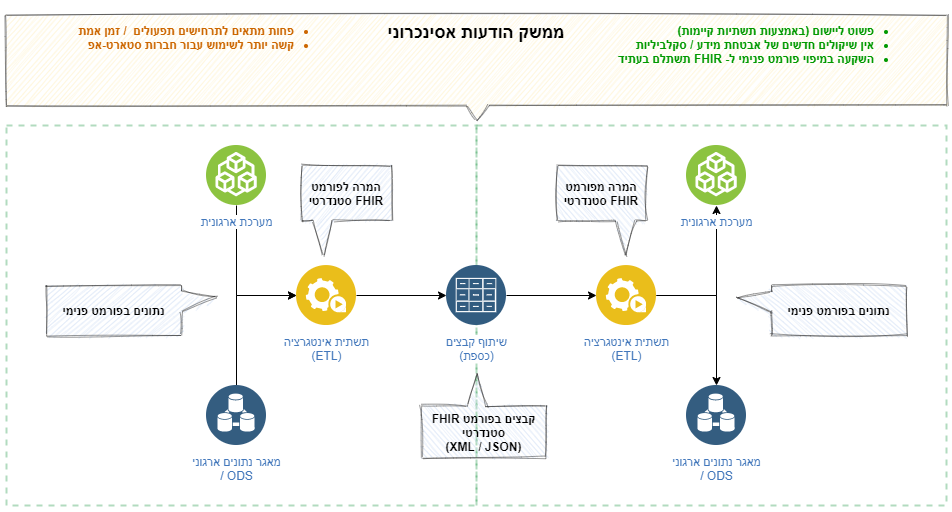 ממשק הודעות אסינכרוני
פשוט ליישום (באמצעות תשתיות קיימות)
אין שיקולים חדשים של אבטחת מידע / סקלביליות
השקעה במיפוי פורמט פנימי ל- FHIR תשתלם בעתיד
פחות מתאים לתרחישים תפעולים / זמן אמת
קשה יותר לשימוש עבור חברות סטארט-אפ
מערכת ארגונית
המרה לפורמט
FHIR סטנדרטי
המרה מפורמט
FHIR סטנדרטי
מערכת ארגונית
נתונים בפורמט פנימי
תשתית אינטגרציה
(ETL)
שיתוף קבצים
(כספת)
תשתית אינטגרציה
(ETL)
נתונים בפורמט פנימי
מאגר נתונים ארגוני
/ ODS
קבצים בפורמט FHIR
סטנדרטי
(XML / JSON)
מאגר נתונים ארגוני
/ ODS